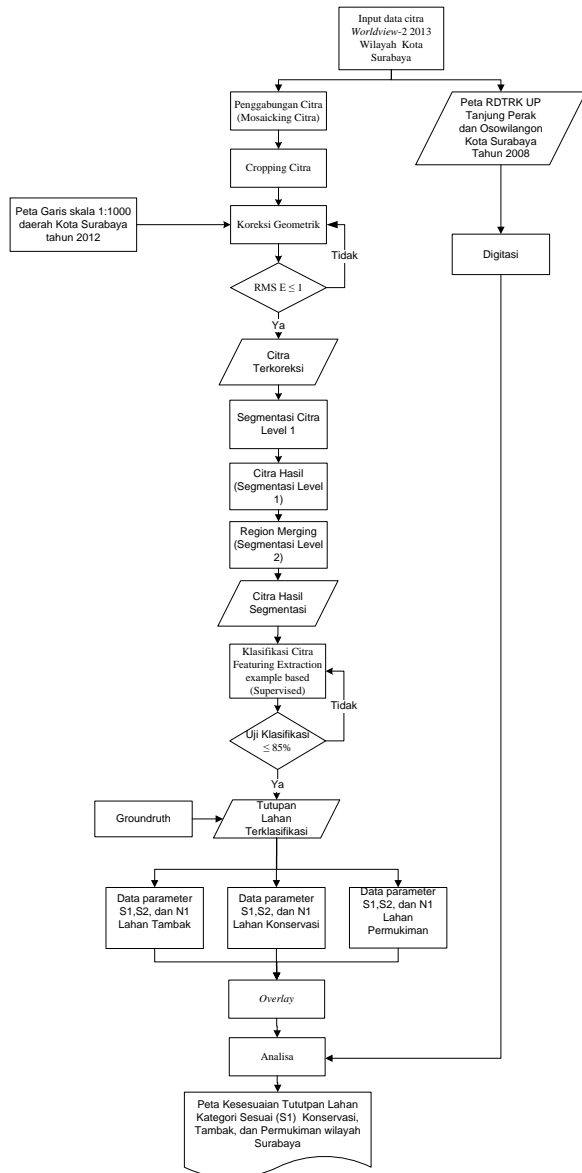 Input data citra
Worldview-2 2013
Wilayah Kota
Surabaya
Penggabungan Citra
(Mosaicking Citra)
Peta RDTRK UP
Tanjung Perak
dan Osowilangon
Kota Surabaya
Tahun 2008
Cropping Citra
Peta Garis skala 1:1000
daerah Kota Surabaya
tahun 2012
Koreksi Geometrik
Tidak
Digitasi
RMS E ≤ 1
Ya
Citra
Terkoreksi
Segmentasi Citra
Level 1
Citra Hasil
(Segmentasi Level
1)
Region Merging
(Segmentasi Level
2)
Citra Hasil
Segmentasi
Klasifikasi Citra
Featuring Extraction
example based
(Supervised)
Tidak
Uji Klasifikasi
≤ 85%
Ya
Groundruth
Tutupan
Lahan
Terklasifikasi
Data parameter
S1,S2, dan N1
Lahan Tambak
Data parameter
S1,S2, dan N1
Lahan Konservasi
Data parameter
S1,S2, dan N1
Lahan
Permukiman
Overlay
Analisa
Peta Kesesuaian Tututpan Lahan
Kategori Sesuai (S1) Konservasi,
Tambak, dan Permukiman wilayah
Surabaya